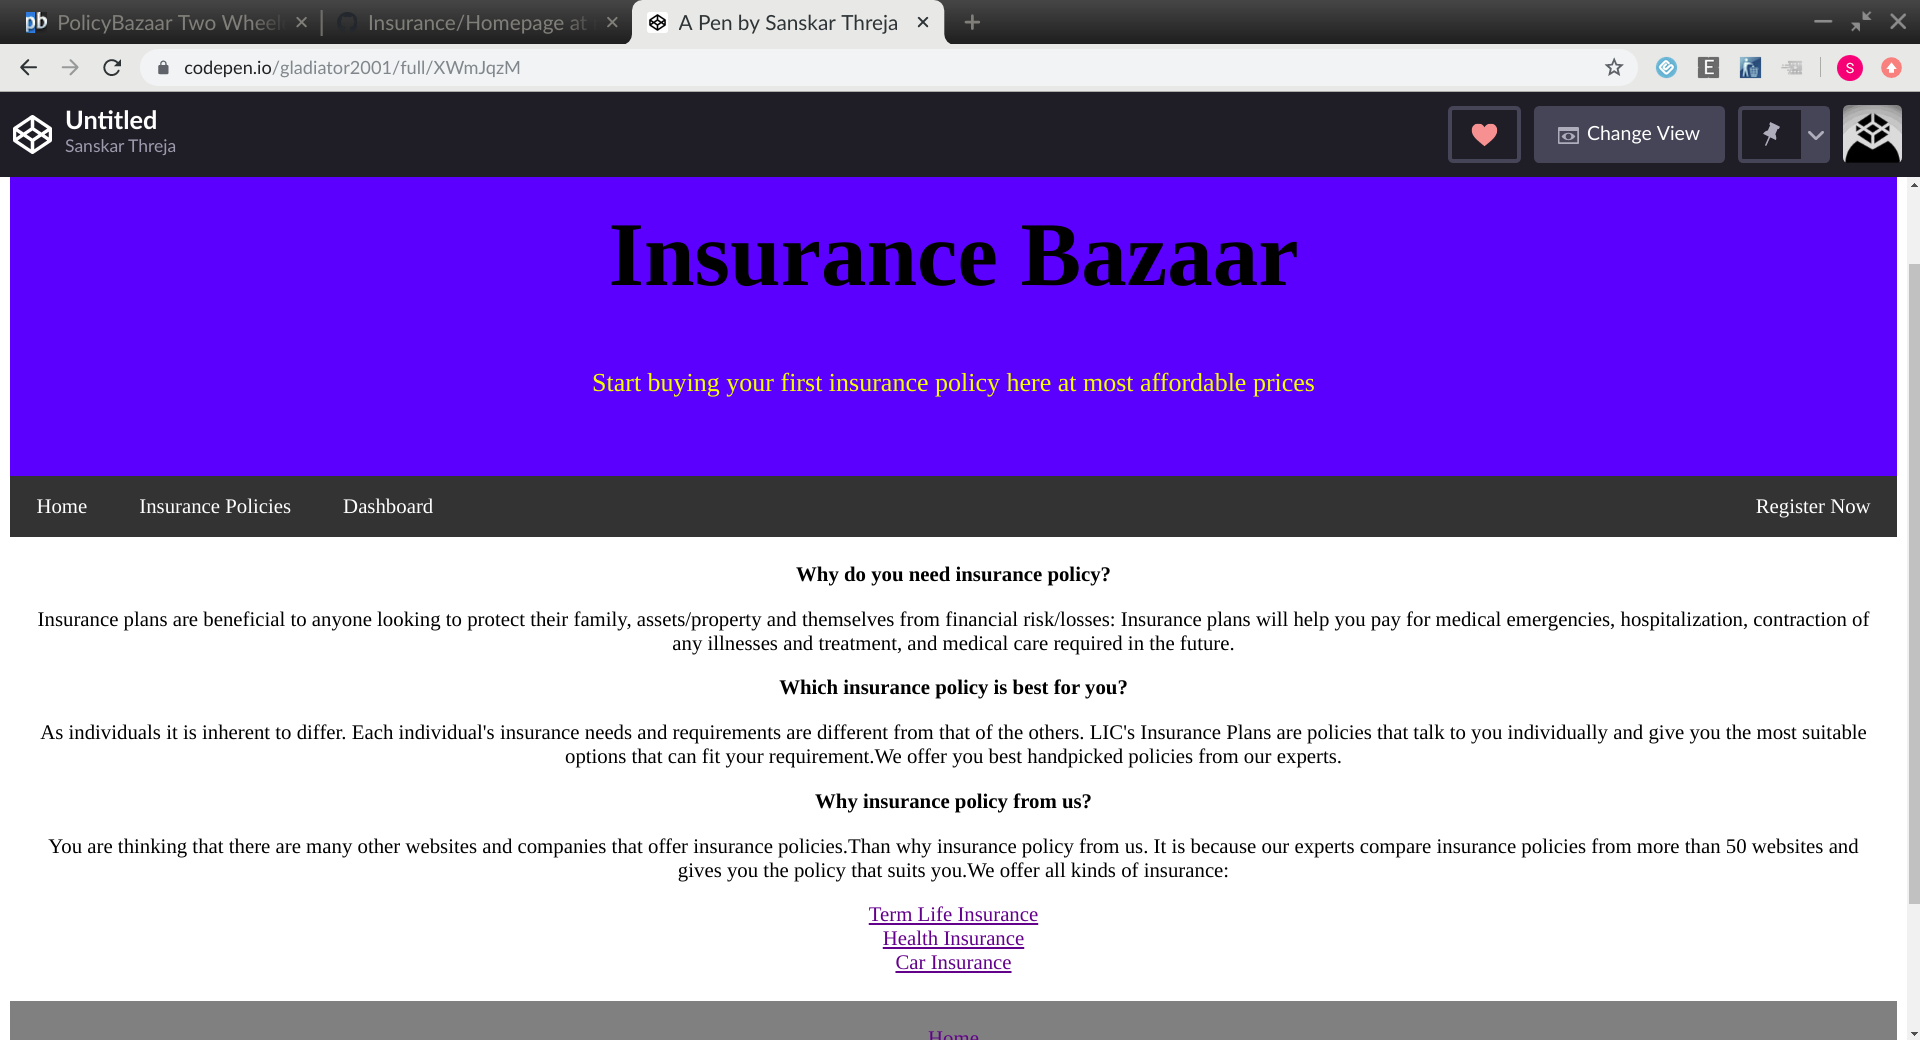 pb PolicyBazaar Two Wheel
Insurance/Homepage at
A Pen by Sanskar Threja
codepen.io/gladiator2001/full/XWmJqzM
E
S
Untitled
Sanskar Threja
Change View
Insurance Bazaar
Start buying your first insurance policy here at most affordable prices
Home Insurance Policies Dashboard Register Now
Why do you need insurance policy?
Insurance plans are beneficial to anyone looking to protect their family, assets/property and themselves from financial risk/losses: Insurance plans will help you pay for medical emergencies, hospitalization, contraction of
any illnesses and treatment, and medical care required in the future.
Which insurance policy is best for you?
As individuals it is inherent to differ. Each individual's insurance needs and requirements are different from that of the others. LIC's Insurance Plans are policies that talk to you individually and give you the most suitable
options that can fit your requirement.We offer you best handpicked policies from our experts.
Why insurance policy from us?
You are thinking that there are many other websites and companies that offer insurance policies.Than why insurance policy from us. It is because our experts compare insurance policies from more than 50 websites and
gives you the policy that suits you.We offer all kinds of insurance:
Term Life Insurance
Health Insurance
Car Insurance
Home